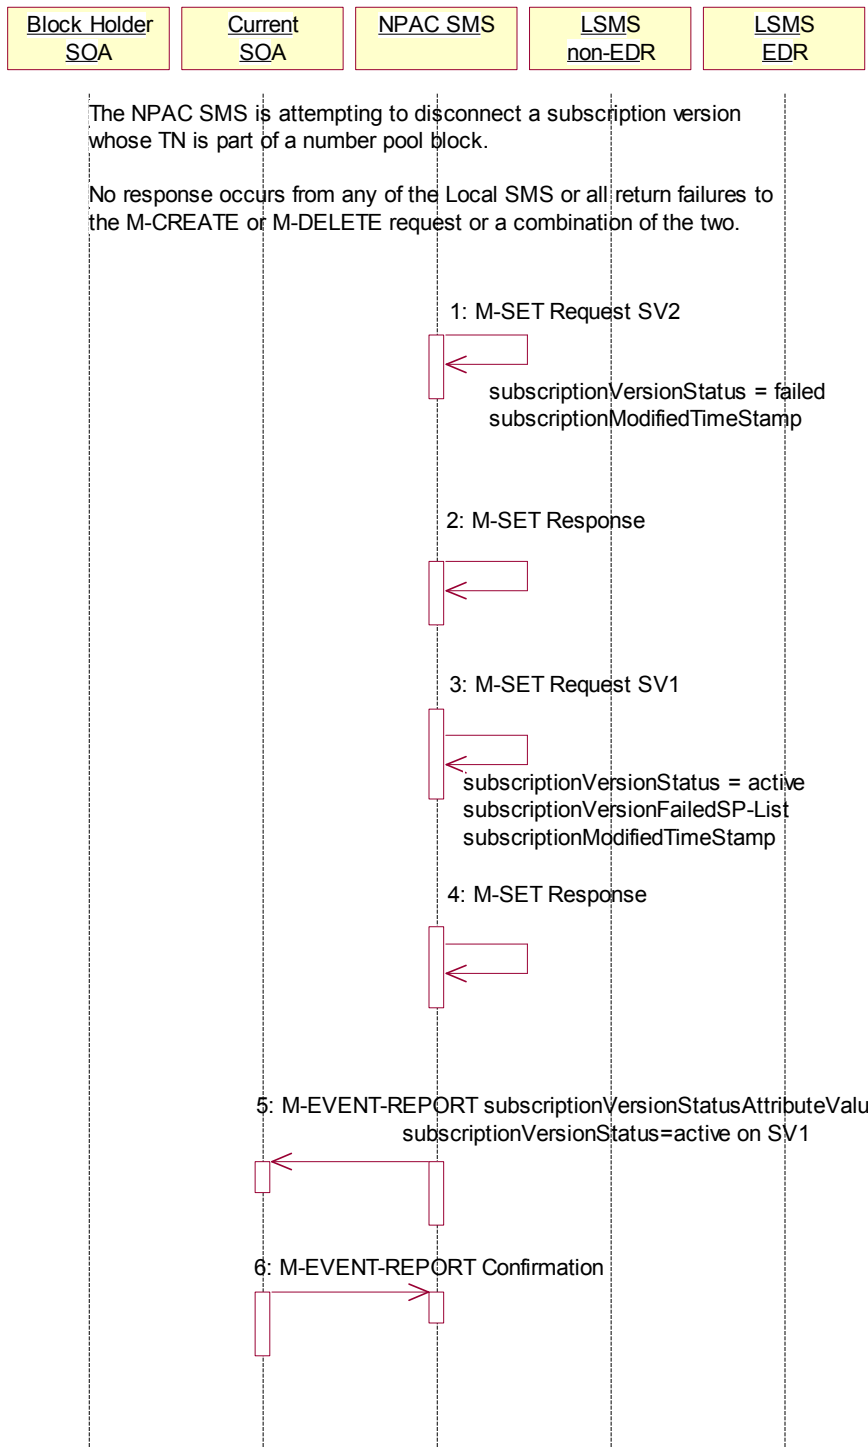 Block Holder
SOA
Current
SOA
NPAC SMS
LSMS
non-EDR
LSMS
EDR
The NPAC SMS is attempting to disconnect a subscription version
whose TN is part of a number pool block.
No response occurs from any of the Local SMS or all return failures to
the M-CREATE or M-DELETE request or a combination of the two.
1: M-SET Request SV2
subscriptionVersionStatus = failed
subscriptionModifiedTimeStamp
2: M-SET Response
3: M-SET Request SV1
subscriptionVersionStatus = active
subscriptionVersionFailedSP-List
subscriptionModifiedTimeStamp
4: M-SET Response
5: M-EVENT-REPORT subscriptionVersionStatusAttributeValu
subscriptionVersionStatus=active on SV1
6: M-EVENT-REPORT Confirmation